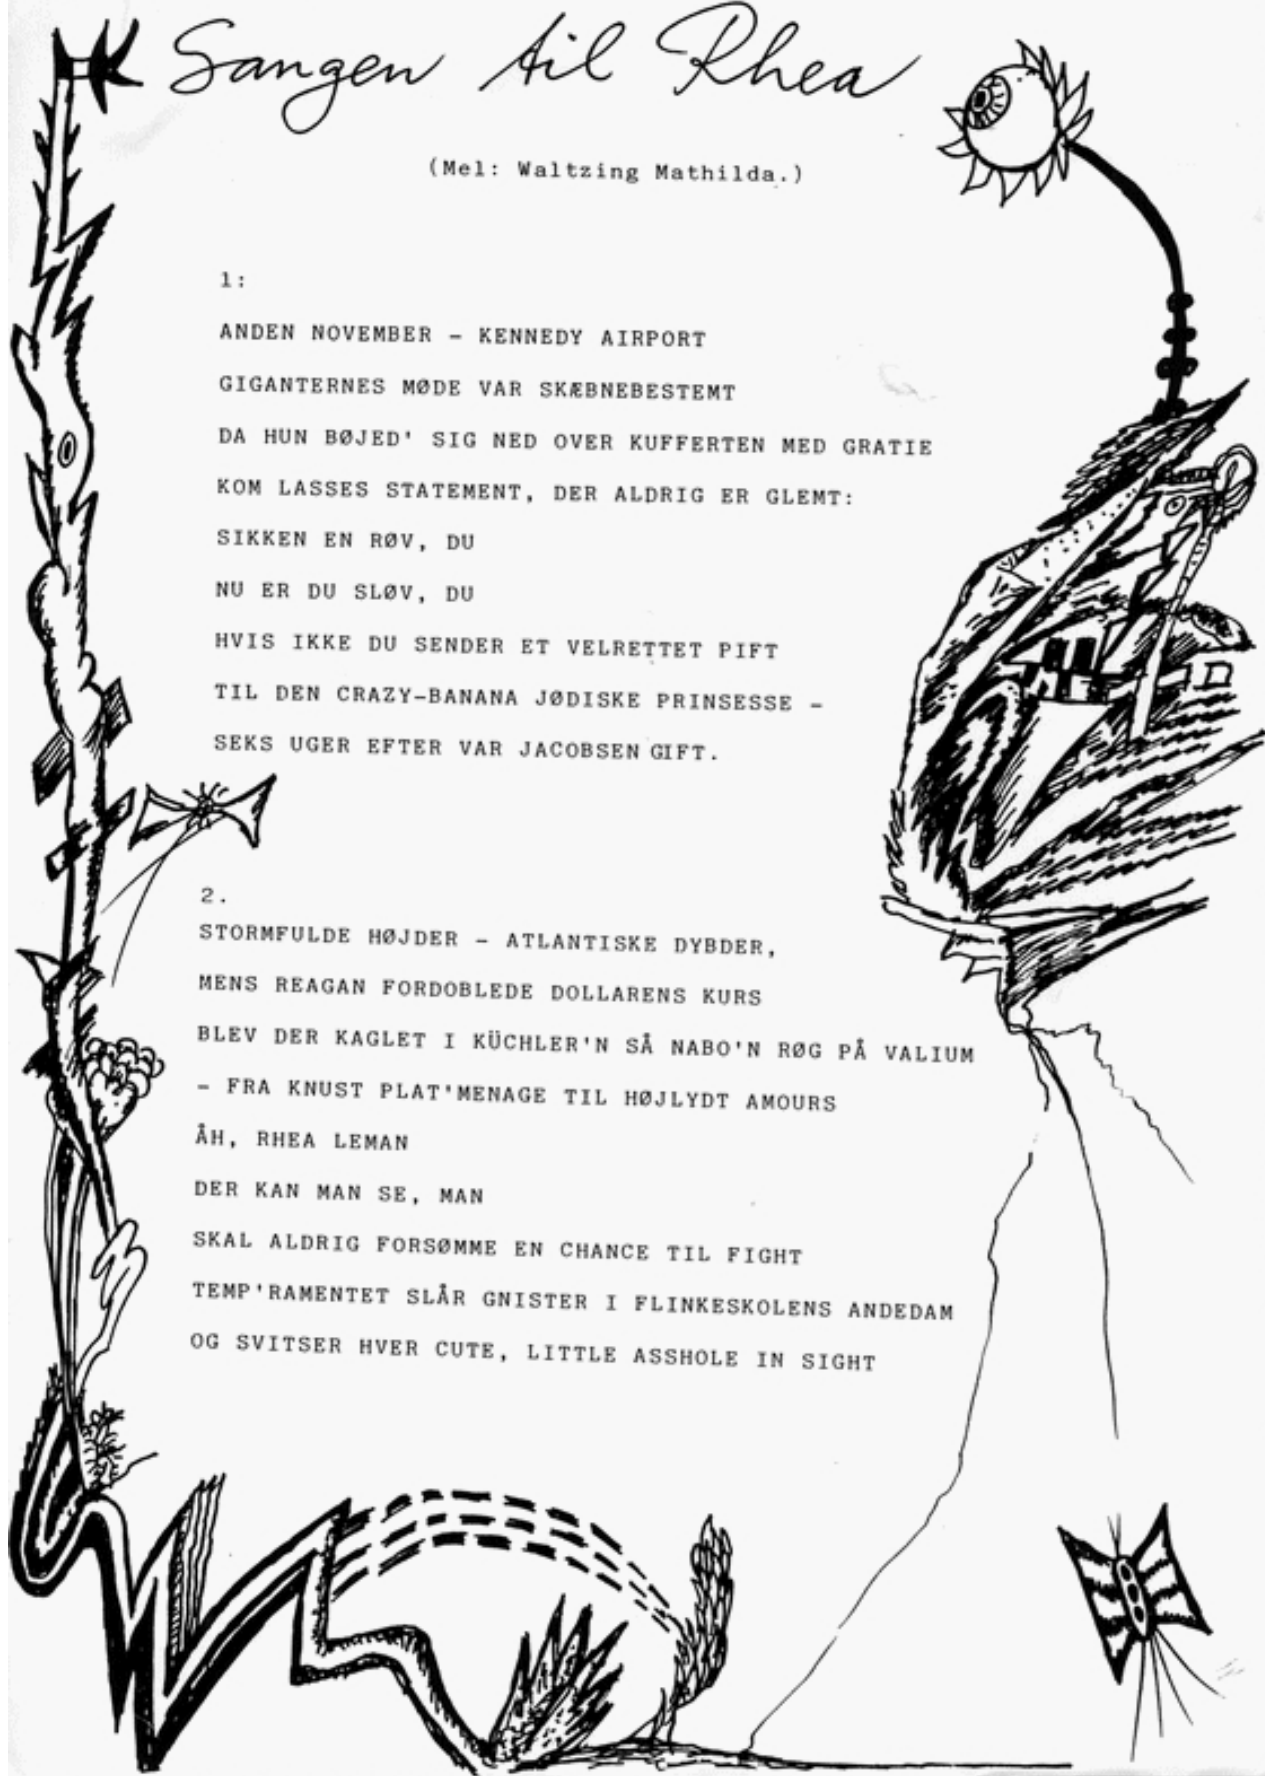 Sangen til Rhea
(Mel: Waltzing Mathilda.)
1:
ANDEN NOVEMBER – KENNEDY AIRPORT
GIGANTERNES MØDE VAR SKÆBNEBESTEMT
DA HUN BØJED' SIG NED OVER KUFFERTEN MED GRATIE
KOM LASSES STATEMENT, DER ALDRIG ER GLEMT:
SIKKEN EN RØV, DU
NU ER DU SLØV, DU
HVIS IKKE DU SENDER ET VELRETTET PIFT
TIL DEN CRAZY-BANANA JØDISKE PRINSESSE –
SEKS UGER EFTER VAR JACOBSEN GIFT.
2.
STORMFULDE HØJDER – ATLANTISKE DYBDER,
MENS REAGAN FORDOBLEDE DOLLARENS KURS
BLEV DER KAGLET I KÜCHLER'N SÅ NABO'N RØG PÅ VALIUM
– FRA KNUST PLAT'MENAGE TIL HØJLYDT AMOURS
ÅH, RHEA LEMAN
DER KAN MAN SE, MAN
SKAL ALDRIG FORSØMME EN CHANCE TIL FIGHT
TEMP'RAMENTET SLÅR GNISTER I FLINKESKOLENS ANDEDAM
OG SVITSER HVER CUTE, LITTLE ASSHOLE IN SIGHT